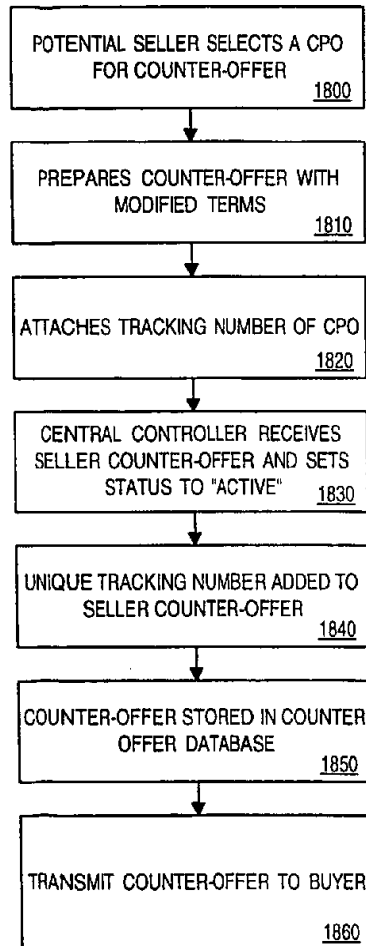 POTENTIAL SELLER SELECTS A CPO
FOR COUNTER-OFFER
1800
PREPARES COUNTER-OFFER WITH
MODIFIED TERMS
1810
ATTACHES TRACKING NUMBER OF CPO
1820
CENTRAL CONTROLLER RECEIVES
SELLER COUNTER-OFFER AND SETS
STATUS TO "ACTIVE"
1830
UNIQUE TRACKING NUMBER ADDED TO
SELLER COUNTER-OFFER
1840
COUNTER-OFFER STORED IN COUNTER
OFFER DATABASE
1850
TRANSMIT COUNTER-OFFER TO BUYER
1860